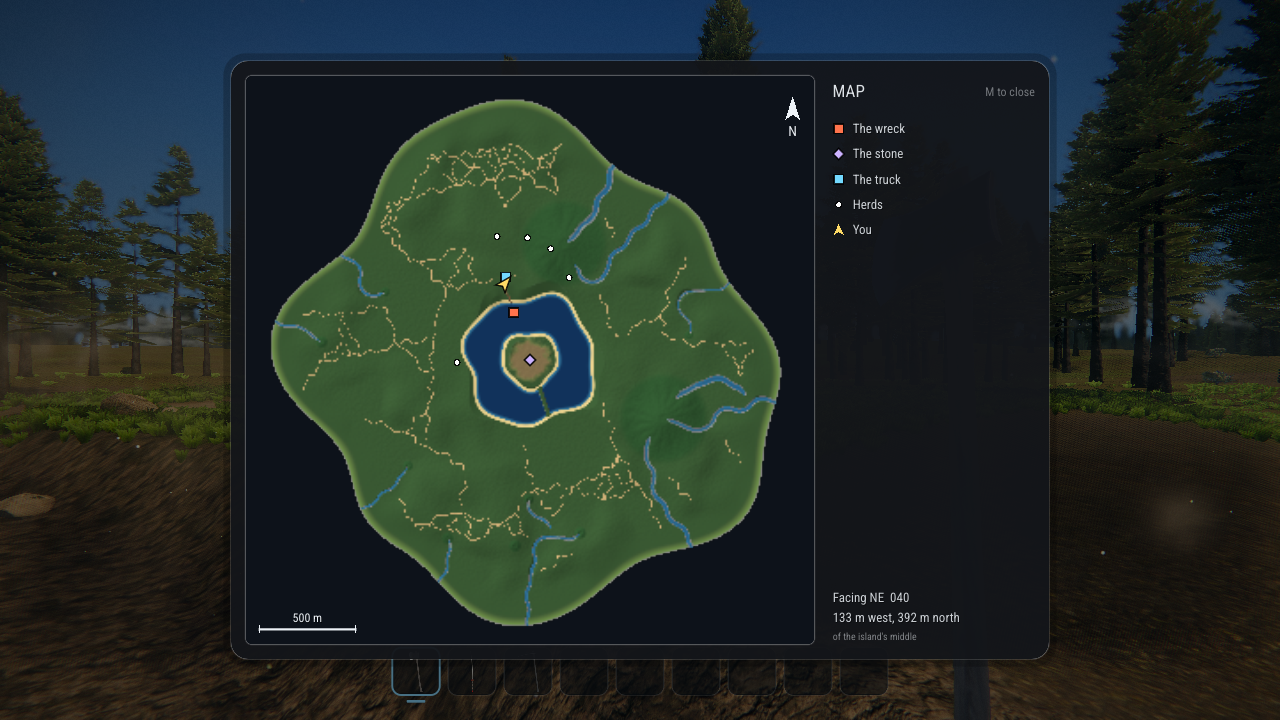 MAP
M to close
N
The wreck
The stone
The truck
Herds
You
Facing NE 040
133 m west, 392 m north
of the island's middle
500 m